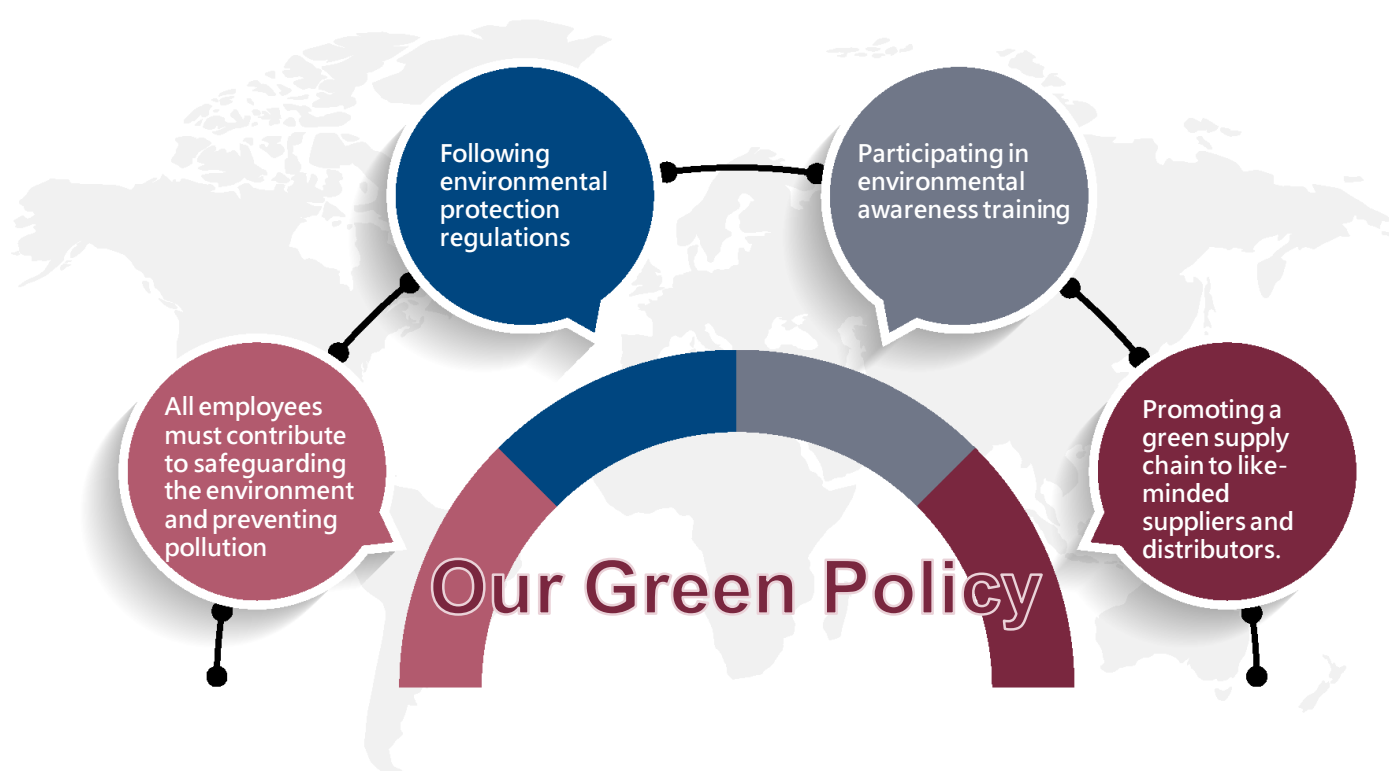 Following
environmental
protection
regulations
Participating in
environmental
awareness training
All employees
must contribute
to safeguarding
the environment
and preventing
pollution
Promoting a
green supply
chain to like-
minded
suppliers and
distributors.
Our Green Policy